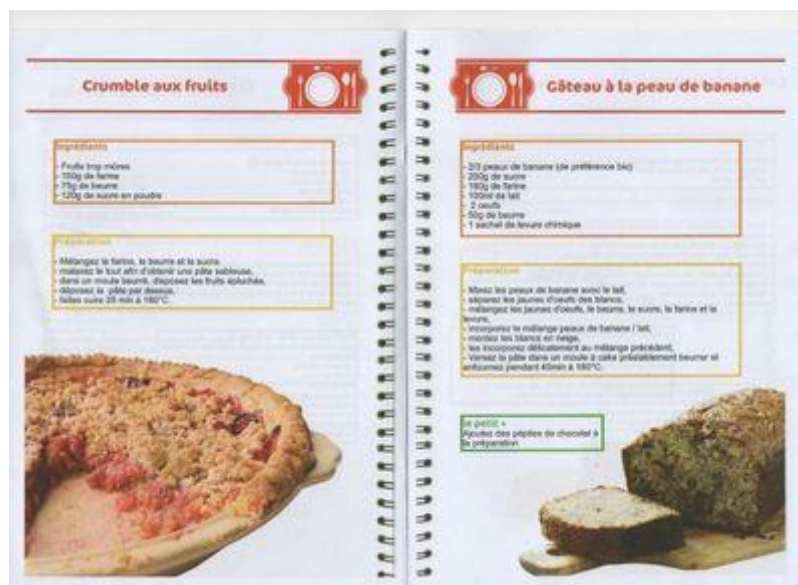 Crumble aux fruits
Ingrédients
- Fruits trop mûres
- 150g de farine
- 75g de beurre
- 120g de sucre en poudre
Préparation
- Mélangez la farine, le beurre et le sucre.
- malaxez le tout afin d'obtenir une pâte sableuse,
- dans un moule beurré, disposez les fruits épluchés,
- déposez la pâte par dessus,
- faites cuire 25 min à 180°C.
Gâteau à la peau de banane
Ingrédients
- 2/3 peaux de banane (de préférence bio)
- 200g de sucre
- 180g de farine
- 100ml de lait
- 2 oeufs
- 50g de beurre
- 1 sachet de levure chimique
Préparation
- Mixez les peaux de banane avec le lait,
- séparez les jaunes d'oeufs des blancs,
- mélangez les jaunes d'oeufs, le beurre, le sucre, la farine et la
levure,
- incorporez le mélange peaux de banane / lait,
- montez les blancs en neige,
- les incorporez délicatement au mélange précédent,
- Versez la pâte dans un moule à cake préalablement beurrer et
enfournez pendant 40min à 180°C.
le petit +
Ajoutez des pépites de chocolat à
la préparation